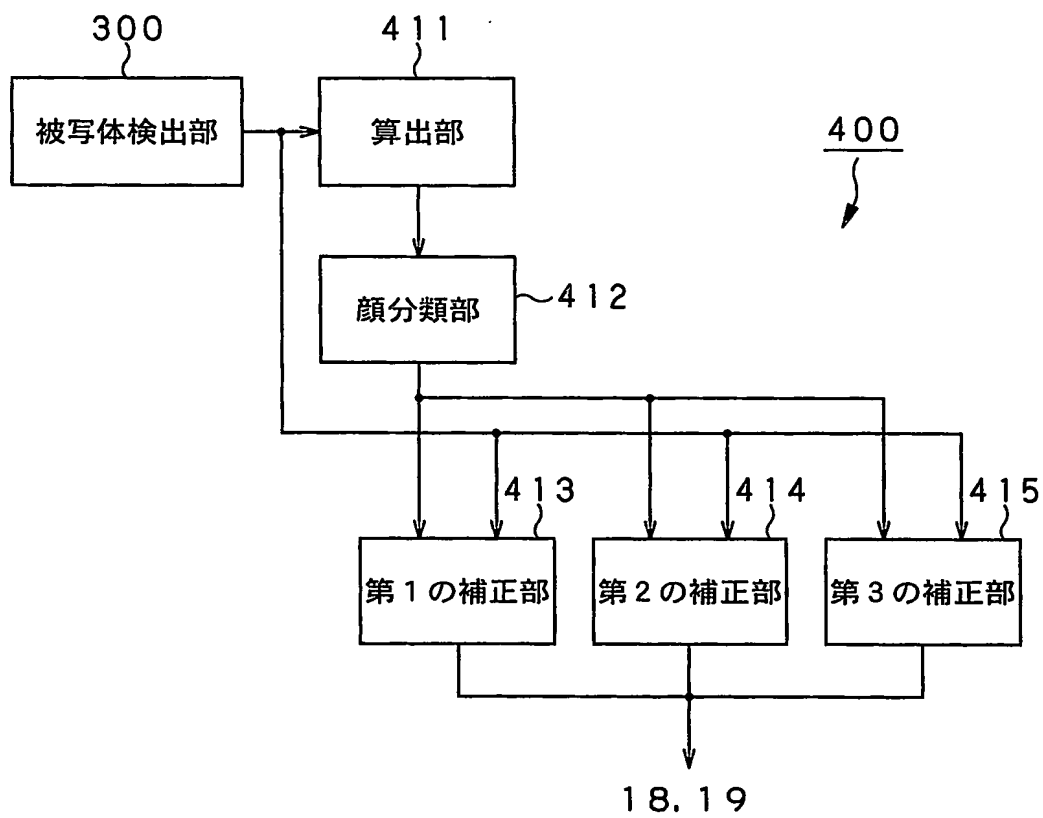 300
411
被写体検出部
算出部
400
顔分類部
412
413
414
415
第1の補正部
第2の補正部
第3の補正部
18.19